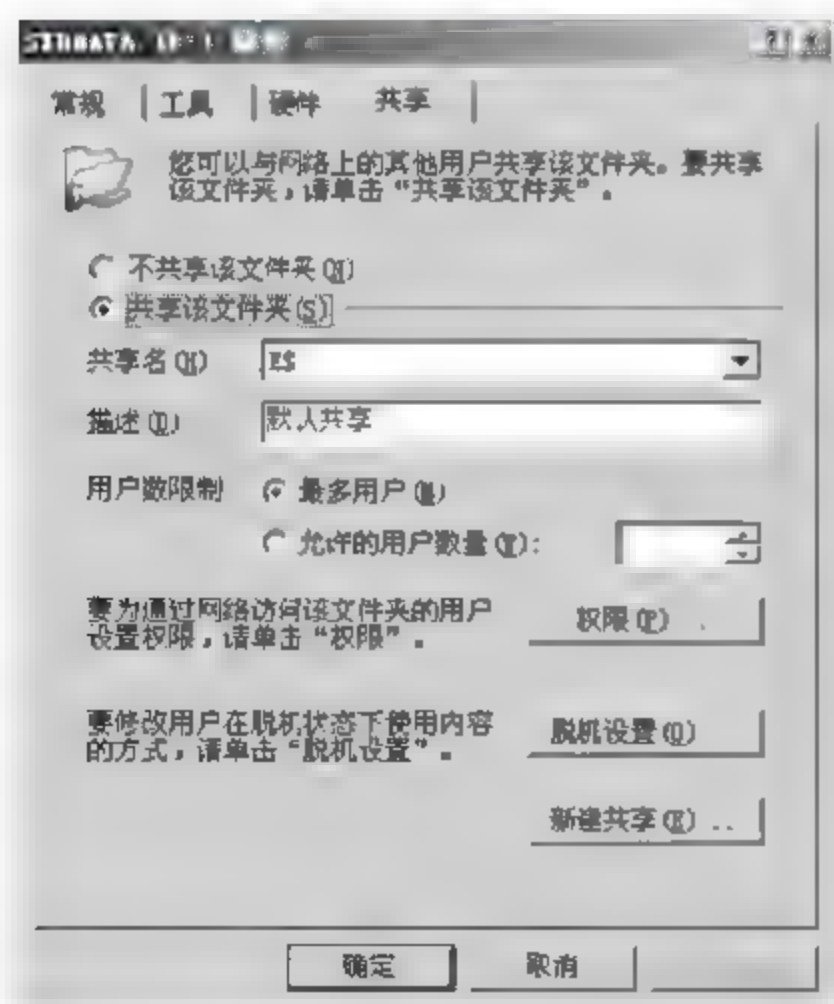 常规 工具 硬件 共享
您可以与网络上的其他用户共享该文件夹。要共享
该文件夹，请单击“共享该文件夹”。
不共享该文件夹(N)
共享该文件夹(S)
共享名(N) E$
描述(D) 默人共享
用户数限制 最多用户(M)
允许的用户数量(W):
要为通过网络访问该文件夹的用户
设置权限，请单击“权限”。
权限(P)
要修改用户在脱机状态下使用内容
的方式，请单击“脱机设置”。
脱机设置(O)
新建共享(E)
确定 取消